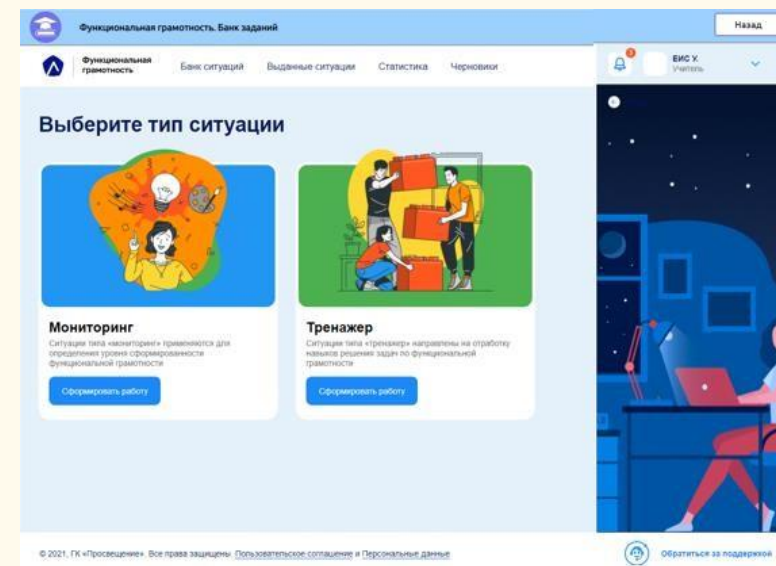 Функциональная грамотность. Банк заданий
Назад
Функциональная
грамотность
Банк ситуаций
Выданные ситуации
Статистика
Черновики
3
БИС У.
Учитель
Выберите тип ситуации
Мониторинг
Ситуации типа «мониторинг» применяются для
определения уровня сформированности
функциональной грамотности
Сформировать работу
Тренажер
Ситуации типа «тренажер» направлены на отработку
навыков решения задач по функциональной
грамотности
Сформировать работу
© 2021, ГК «Просвещение». Все права защищены. Пользовательское соглашение и Персональные данные
Обратиться за поддержкой